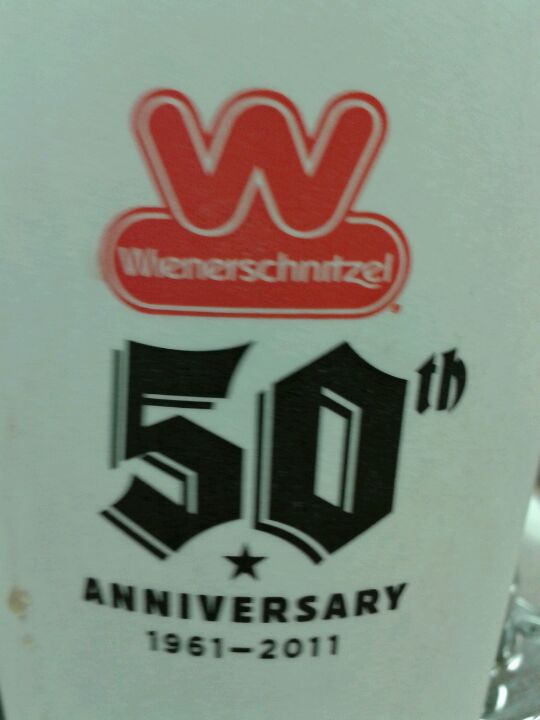 W
Wienerschnitzel
50th
ANNIVERSARY
1961-2011